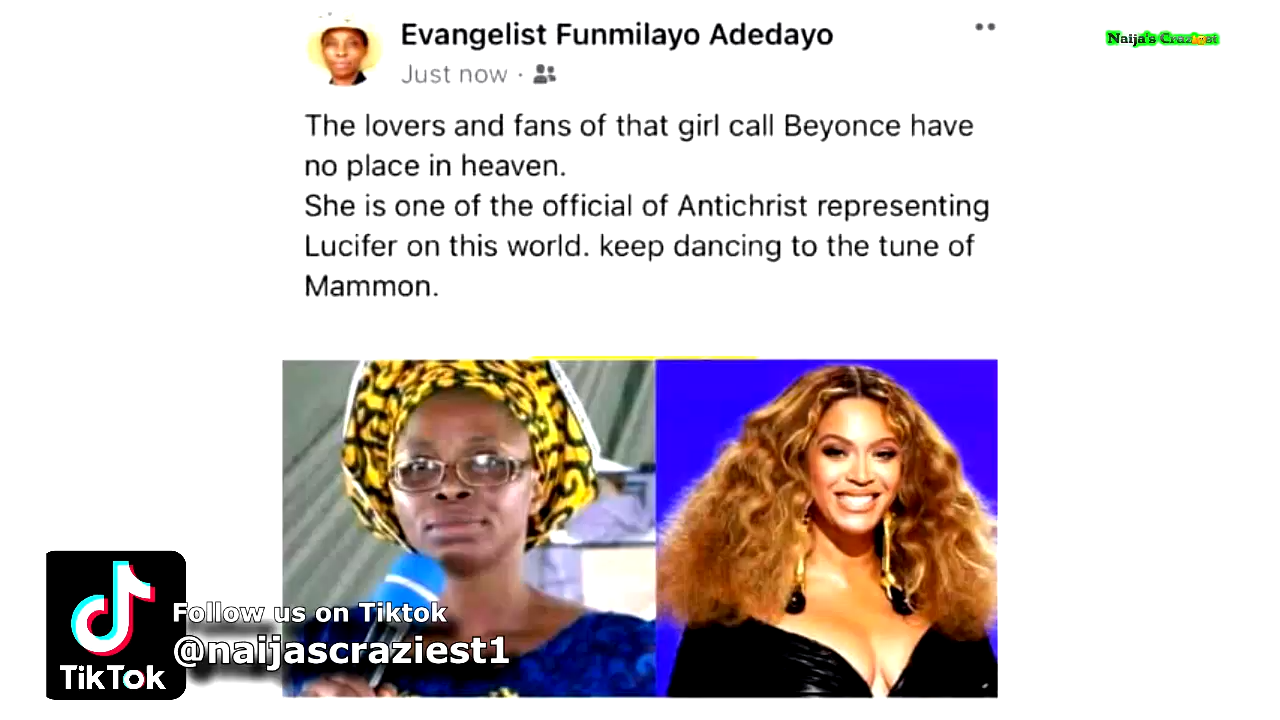 Evangelist Funmilayo Adedayo
Just now ·
Naija's Craziest
The lovers and fans of that girl call Beyonce have
no place in heaven.
She is one of the official of Antichrist representing
Lucifer on this world. keep dancing to the tune of
Mammon.
Follow us on Tiktok
@naijascraziest1
TikTok